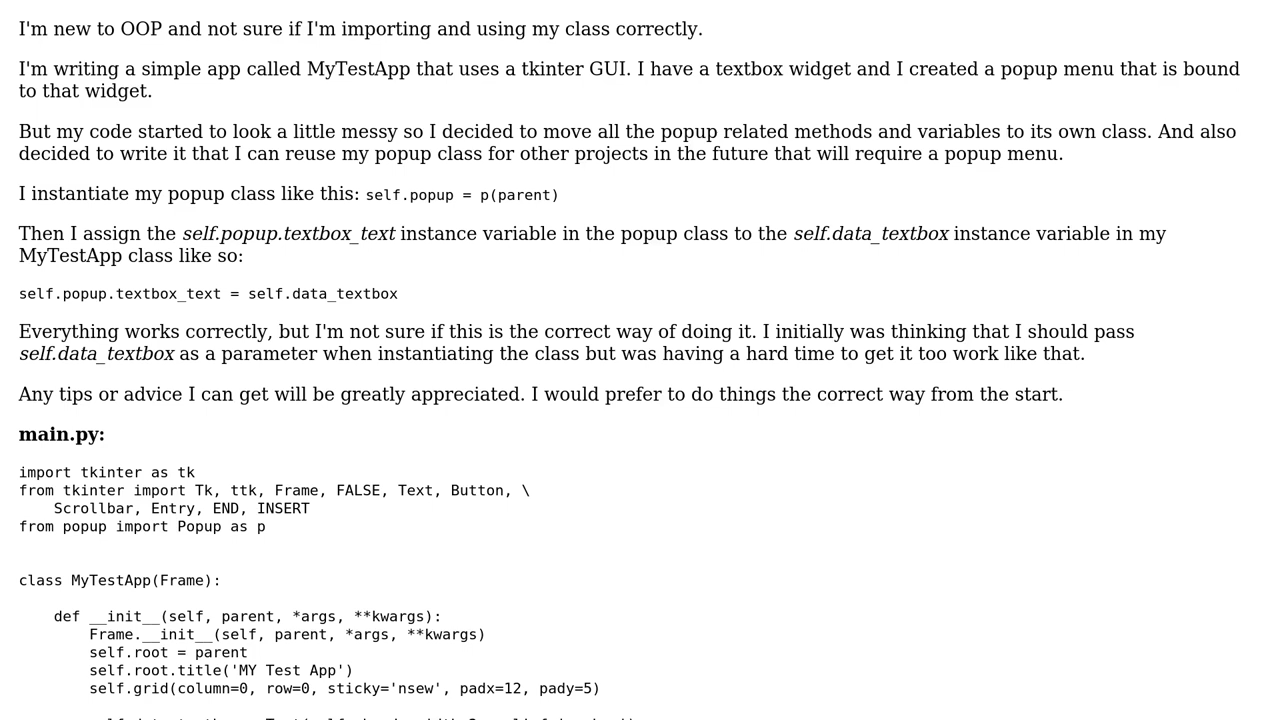 I'm new to OOP and not sure if I'm importing and using my class correctly.
I'm writing a simple app called MyTestApp that uses a tkinter GUI. I have a textbox widget and I created a popup menu that is bound
to that widget.
But my code started to look a little messy so I decided to move all the popup related methods and variables to its own class. And also
decided to write it that I can reuse my popup class for other projects in the future that will require a popup menu.
I instantiate my popup class like this: self.popup = p(parent)
Then I assign the self.popup.textbox_text instance variable in the popup class to the self.data_textbox instance variable in my
MyTestApp class like so:
self.popup.textbox_text = self.data_textbox
Everything works correctly, but I'm not sure if this is the correct way of doing it. I initially was thinking that I should pass
self.data_textbox as a parameter when instantiating the class but was having a hard time to get it too work like that.
Any tips or advice I can get will be greatly appreciated. I would prefer to do things the correct way from the start.
main.py:
import tkinter as tk
from tkinter import Tk, ttk, Frame, FALSE, Text, Button, \
    Scrollbar, Entry, END, INSERT
from popup import Popup as p
class MyTestApp(Frame):
    def __init__(self, parent, *args, **kwargs):
        Frame.__init__(self, parent, *args, **kwargs)
        self.root = parent
        self.root.title('MY Test App')
        self.grid(column=0, row=0, sticky='nsew', padx=12, pady=5)